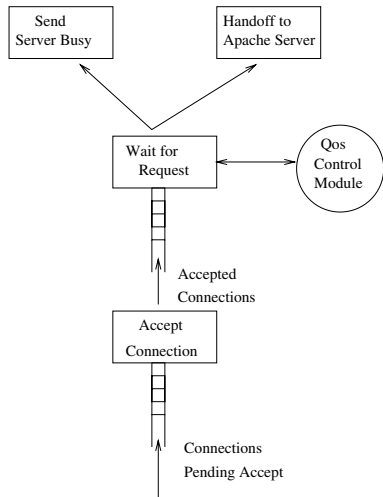 Send
Server Busy
Handoff to
Apache Server
Wait for
Request
Qos
Control
Module
Accepted
Connections
Accept
Connection
Connections
Pending Accept